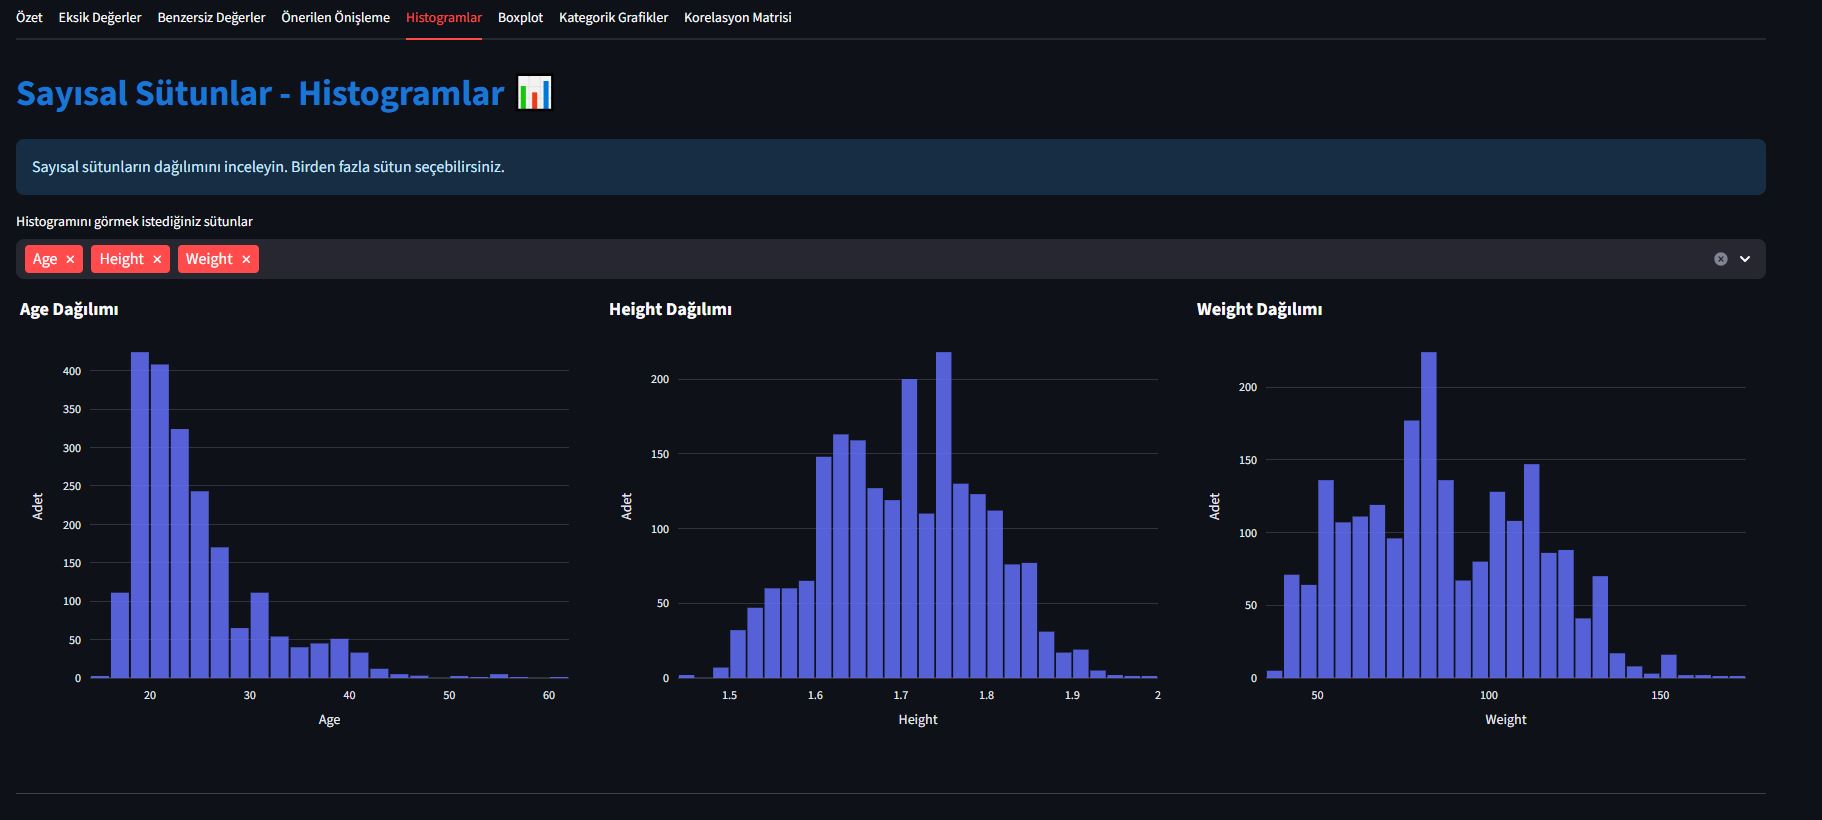 Özet Eksik Değerler Benzersiz Değerler Önerilen Önişleme Histogramlar Boxplot Kategorik Grafikler Korelasyon Matrisi
Sayısal Sütunlar - Histogramlar 📊
Sayısal sütunların dağılımını inceleyin. Birden fazla sütun seçebilirsiniz.
Histogramını görmek istediğiniz sütunlar
Age × Height × Weight ×
Age Dağılımı
400
350
300
250
200
150
100
50
0
Adet
20 30 40 50 60
Age
Height Dağılımı
200
150
100
50
0
Adet
1.5 1.6 1.7 1.8 1.9 2
Height
Weight Dağılımı
200
150
100
50
0
Adet
50 100 150
Weight